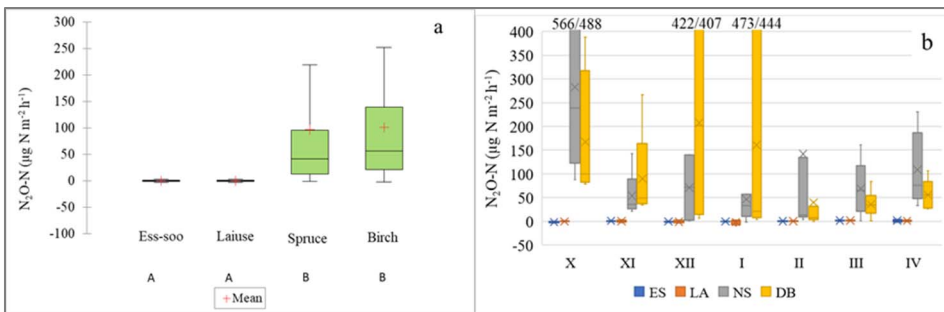 a
N₂O-N (µg N m⁻² h⁻¹)
300
250
200
150
100
50
0
-50
-100
Ess-soo Laiuse Spruce Birch
A A B B
Mean
566/488 422/407 473/444
b
N₂O-N (µg N m⁻² h⁻¹)
400
350
300
250
200
150
100
50
0
-50
X XI XII I II III IV
ES LA NS DB